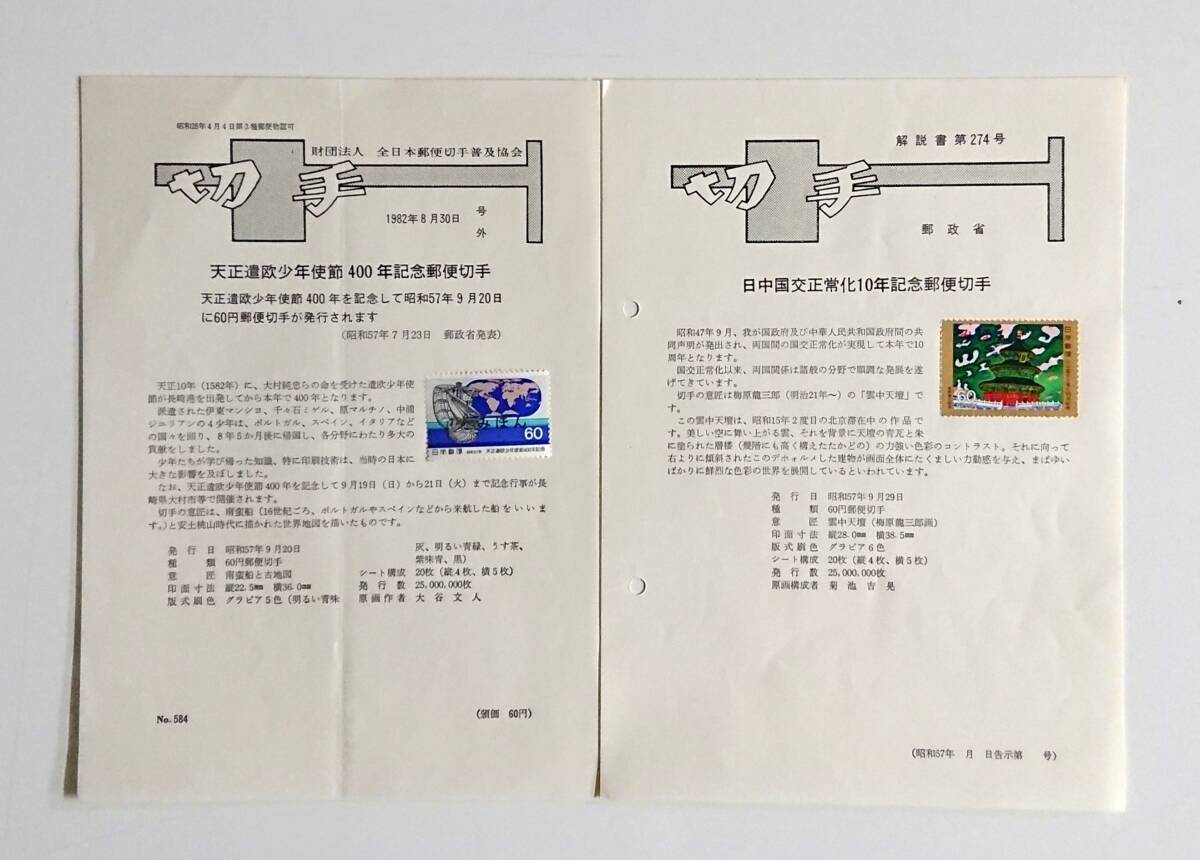 昭和28年4月4日第3種郵便物認可
財団法人 全日本郵便切手普及協会
切手
1982年8月30日
号外
天正遣欧少年使節400年記念郵便切手
天正遣欧少年使節400年を記念して昭和57年9月20日
に60円郵便切手が発行されます
(昭和57年7月23日 郵政省発表)
天正10年(1582年)に、大村純忠らの命を受けた遣欧少年使
節が長崎港を出発してから本年で400年となります。
派遣された伊東マンショ、千々石ミゲル、原マルチノ、中浦
ジュリアンの4少年は、ポルトガル、スペイン、イタリアなど
の国々を回り、8年5か月後に帰国し、各分野にわたり多大の
貢献をしました。
少年たちが学び帰った知識、特に印刷技術は、当時の日本に
大きな影響を及ぼしました。
なお、天正遣欧少年使節400年を記念して9月19日(日)から21日(火)まで記念行事が長
崎県大村市等で開催されます。
切手の意匠は、南蛮船(16世紀ごろ、ポルトガルやスペインなどから来航した船をいいま
す。)と安土桃山時代に描かれた世界地図を描いたものです。
みほん
60
日本郵便 天正遣欧少年使節400年記念
発行日 昭和57年9月20日
種類 60円郵便切手
意匠 南蛮船と古地図
印面寸法 縦22.5mm 横36.0mm
版式刷色 グラビア5色(明るい青味
灰、明るい青緑、うす茶、
紫味青、黒)
シート構成 20枚(縦4枚、横5枚)
発行数 25,000,000枚
原画作者 大谷文人
No.584
(頒価 60円)
解説書第274号
切手
郵政省
日中国交正常化10年記念郵便切手
昭和47年9月、我が国政府及び中華人民共和国政府間の共
同声明が発出され、両国間の国交正常化が実現して本年で10
周年となります。
国交正常化以来、両国関係は諸般の分野で順調な発展を遂
げてきています。
切手の意匠は梅原龍三郎(明治21年〜)の「雲中天壇」で
す。
この雲中天壇は、昭和15年2度目の北京滞在中の作品で
す。美しい空に舞い上がる雲、それを背景に天壇の青瓦と朱
に塗られた層楼(幾階にも高く構えたたかどの)の力強い色彩のコントラスト。それに向って
右よりに傾斜されたこのデホォルメした建物が画面全体にたくましい力動感を与え、まばゆい
ばかりに鮮烈な色彩の世界を展開しているといわれています。
日本郵便
60
発行日 昭和57年9月29日
種類 60円郵便切手
意匠 雲中天壇(梅原龍三郎画)
印面寸法 縦28.0mm 横38.5mm
版式刷色 グラビア6色
シート構成 20枚(縦4枚、横5枚)
発行数 25,000,000枚
原画構成者 菊池吉晃
(昭和57年 月 日告示第 号)